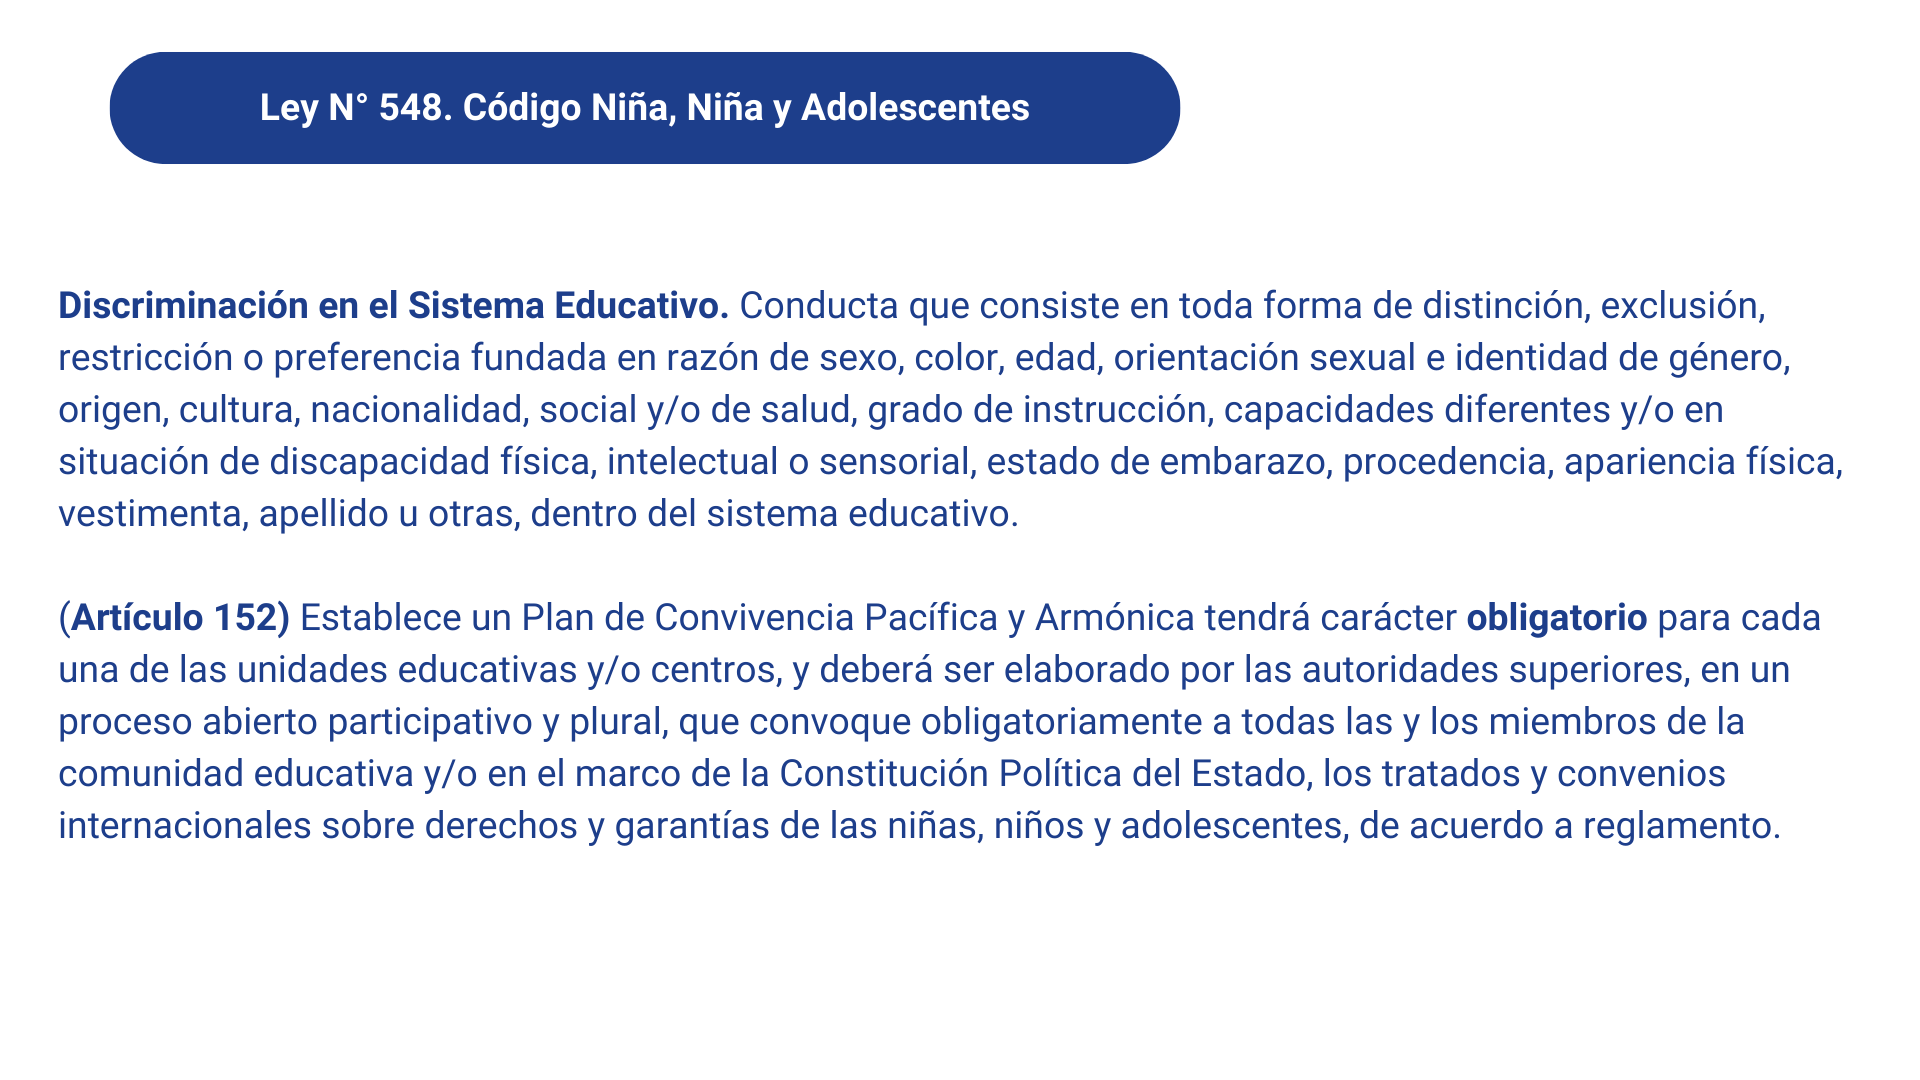 Ley N° 548. Código Niña, Niña y Adolescentes
Discriminación en el Sistema Educativo. Conducta que consiste en toda forma de distinción, exclusión,
restricción o preferencia fundada en razón de sexo, color, edad, orientación sexual e identidad de género,
origen, cultura, nacionalidad, social y/o de salud, grado de instrucción, capacidades diferentes y/o en
situación de discapacidad física, intelectual o sensorial, estado de embarazo, procedencia, apariencia física,
vestimenta, apellido u otras, dentro del sistema educativo.
(Artículo 152) Establece un Plan de Convivencia Pacífica y Armónica tendrá carácter obligatorio para cada
una de las unidades educativas y/o centros, y deberá ser elaborado por las autoridades superiores, en un
proceso abierto participativo y plural, que convoque obligatoriamente a todas las y los miembros de la
comunidad educativa y/o en el marco de la Constitución Política del Estado, los tratados y convenios
internacionales sobre derechos y garantías de las niñas, niños y adolescentes, de acuerdo a reglamento.